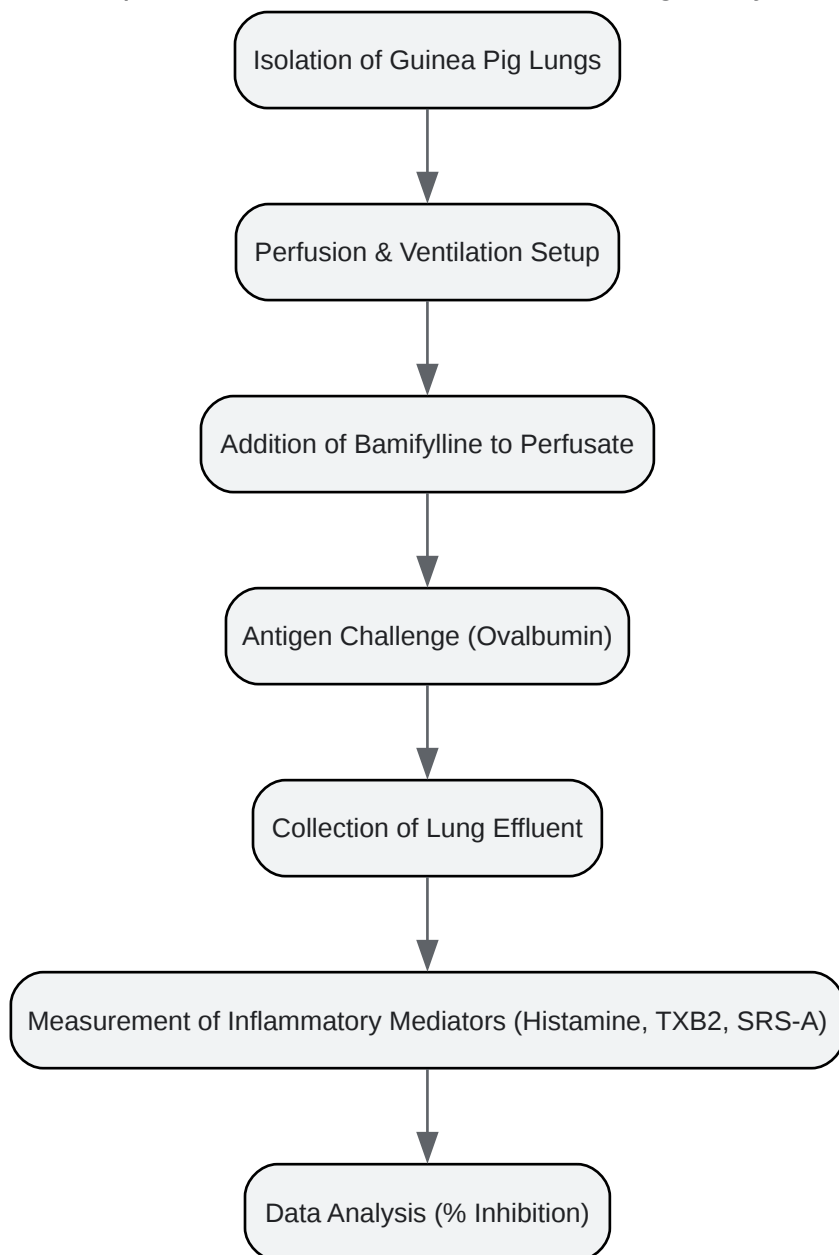 Isolation of Guinea Pig Lungs
Perfusion & Ventilation Setup
Addition of Bamifylline to Perfusate
Antigen Challenge (Ovalbumin)
Collection of Lung Effluent
Measurement of Inflammatory Mediators (Histamine, TXB2, SRS-A)
Data Analysis (% Inhibition)